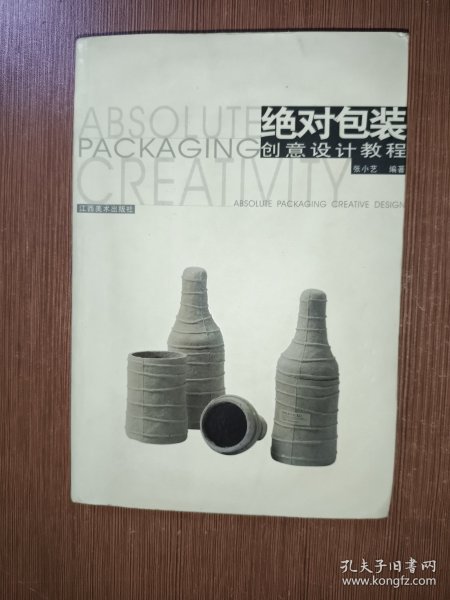 ABSOLUTE
绝对包装
PACKAGING
创意设计教程
CREATIVITY
张小艺 编著
江西美术出版社
ABSOLUTE PACKAGING CREATIVE DESIGN
孔夫子旧书网
www.kongfz.com